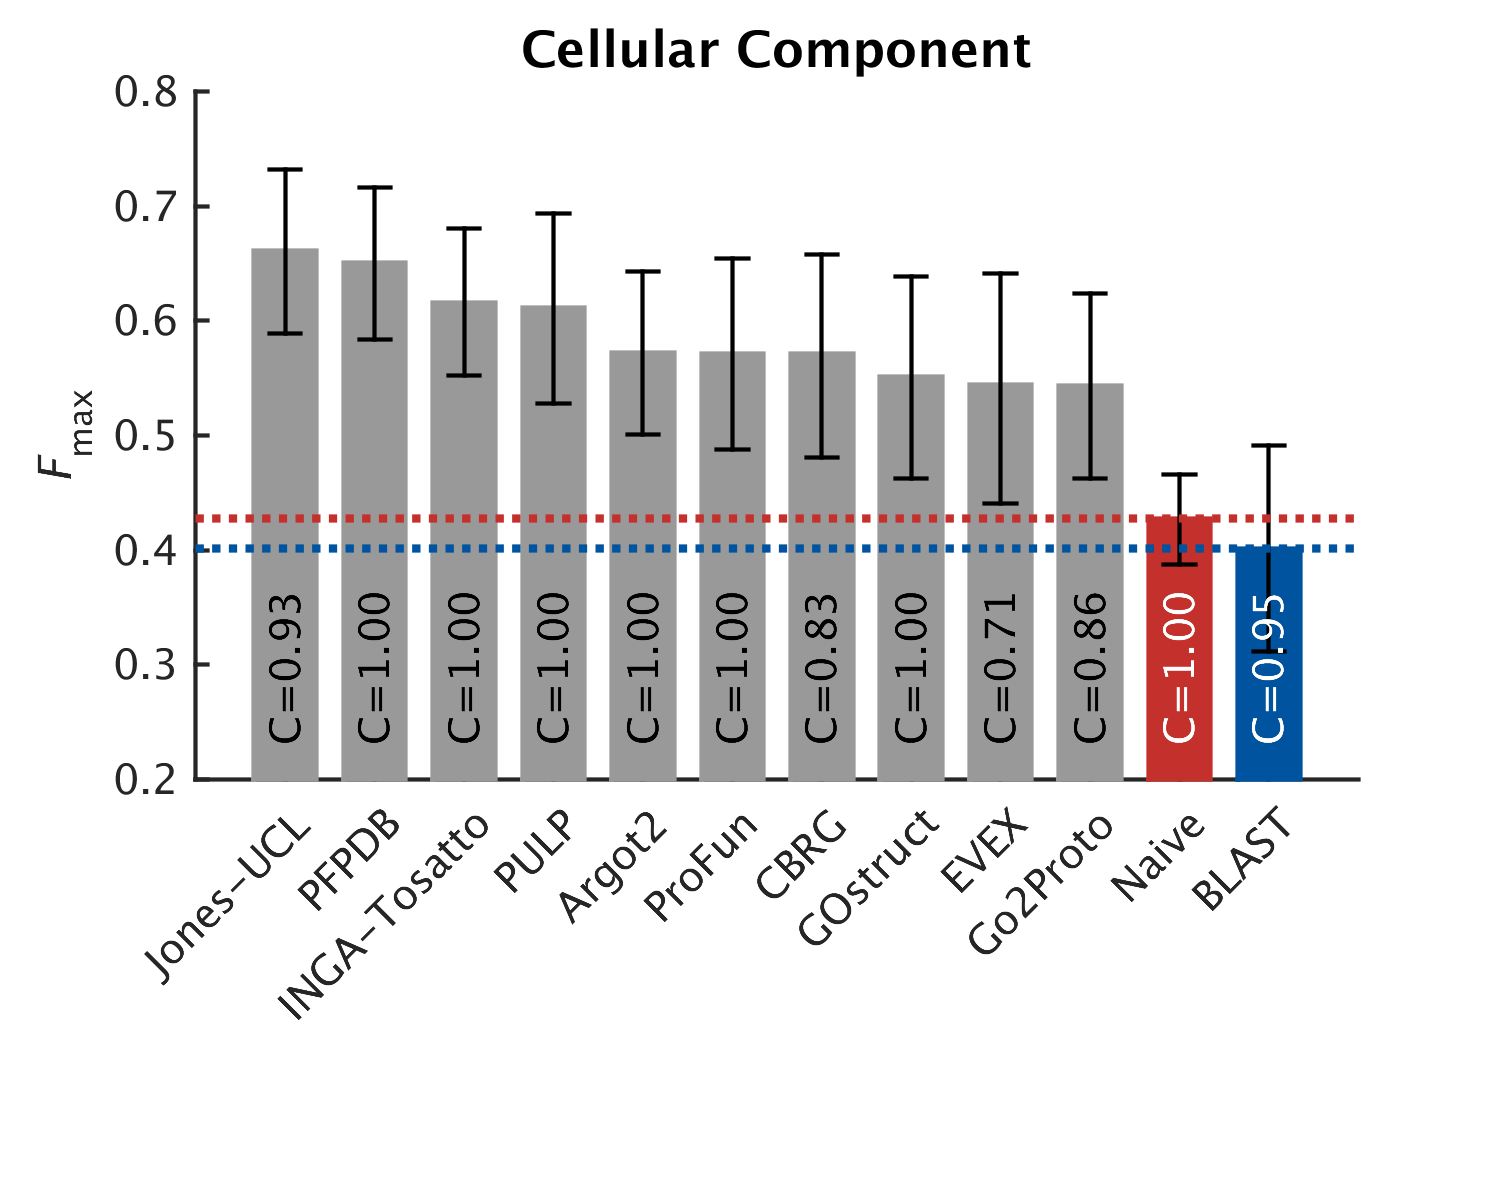 Cellular Component
0.8
0.7
0.6
0.5
0.4
0.3
0.2
Fmax
C=0.93
C=1.00
C=1.00
C=1.00
C=1.00
C=1.00
C=0.83
C=1.00
C=0.71
C=0.86
C=1.00
C=0.95
Jones-UCL
PFPDB
INGA-Tosatto
PULP
Argot2
ProFun
CBRG
GOstruct
EVEX
Go2Proto
Naive
BLAST